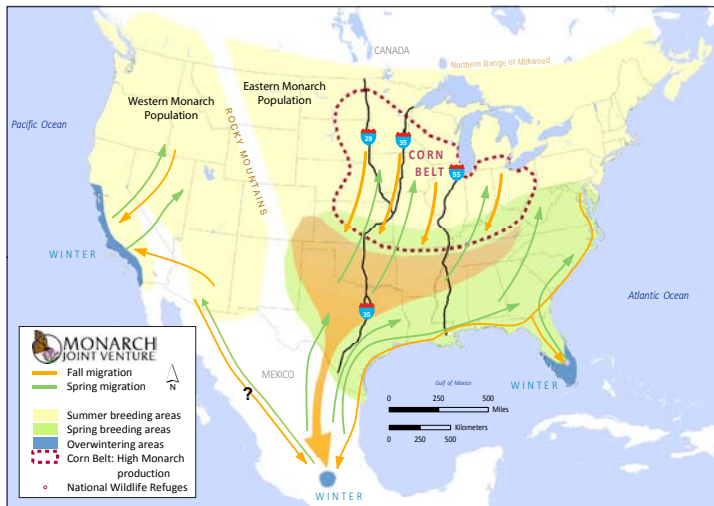 CANADA
Northern Range of Milkweed
Eastern Monarch
Population
Western Monarch
Population
Pacific Ocean
ROCKY MOUNTAINS
29
35
CORN
BELT
55
WINTER
35
Atlantic Ocean
MONARCH
JOINT VENTURE
Fall migration
Spring migration
N
MEXICO
?
Gulf of Mexico
WINTER
0 250 500
Miles
Kilometers
0 250 500
Summer breeding areas
Spring breeding areas
Overwintering areas
Corn Belt: High Monarch
production
National Wildlife Refuges
WINTER